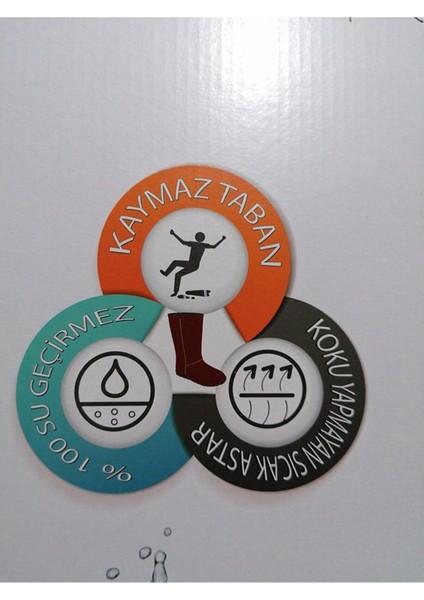 KAYMAZ TABAN
% 100 SU GEÇİRMEZ
KOKU YAPMAYAN SICAK ASTAR